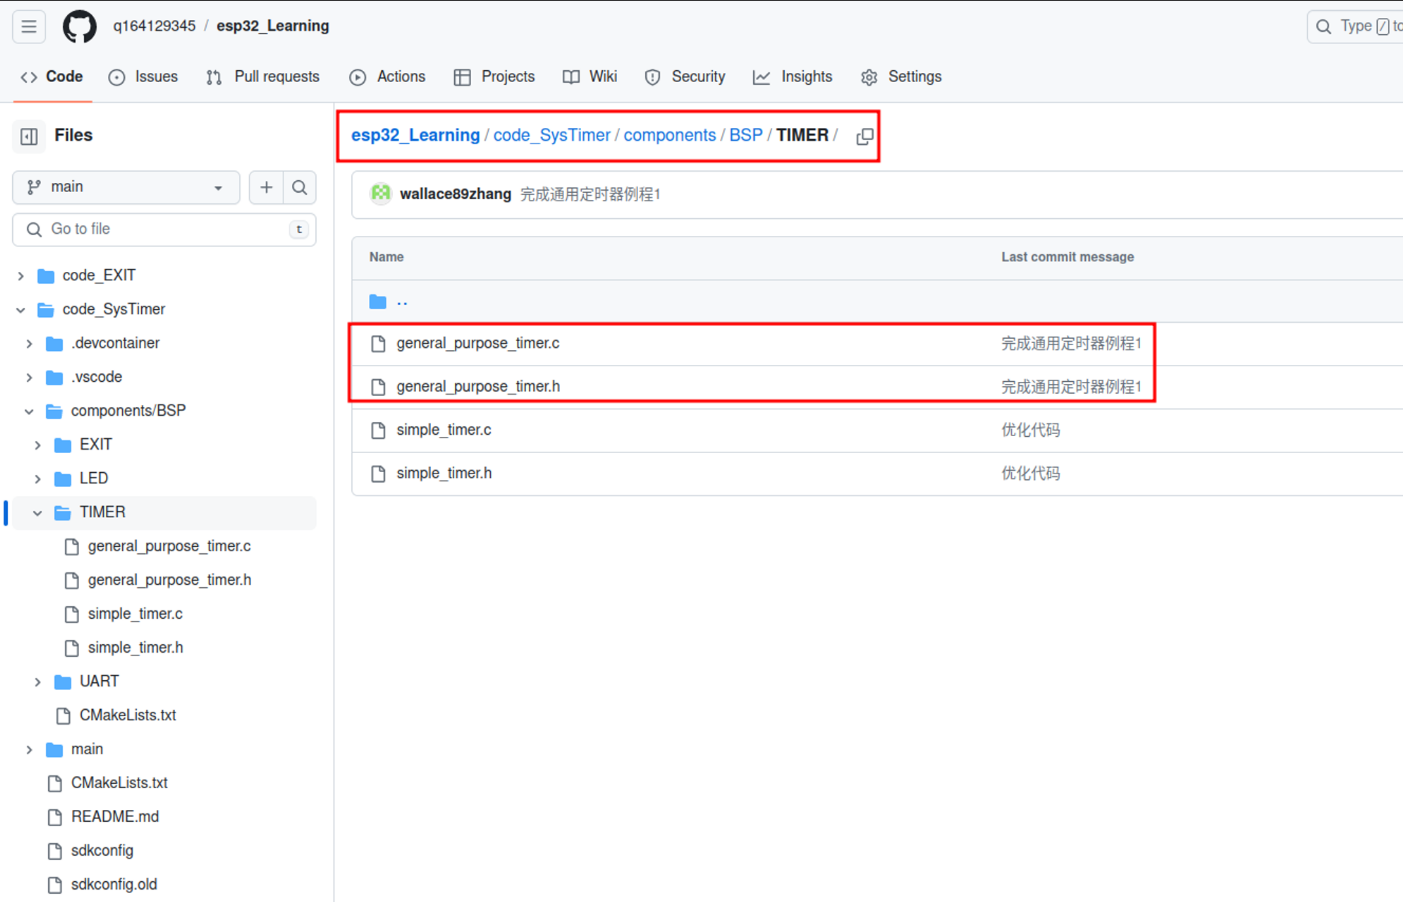 q164129345 / esp32_Learning
Type / to
Code Issues Pull requests Actions Projects Wiki Security Insights Settings
Files
main
Go to file t
code_EXIT
code_SysTimer
.devcontainer
.vscode
components/BSP
EXIT
LED
TIMER
general_purpose_timer.c
general_purpose_timer.h
simple_timer.c
simple_timer.h
UART
CMakeLists.txt
main
CMakeLists.txt
README.md
sdkconfig
sdkconfig.old
esp32_Learning / code_SysTimer / components / BSP / TIMER /
wallace89zhang 完成通用定时器例程1
Name Last commit message
..
general_purpose_timer.c 完成通用定时器例程1
general_purpose_timer.h 完成通用定时器例程1
simple_timer.c 优化代码
simple_timer.h 优化代码